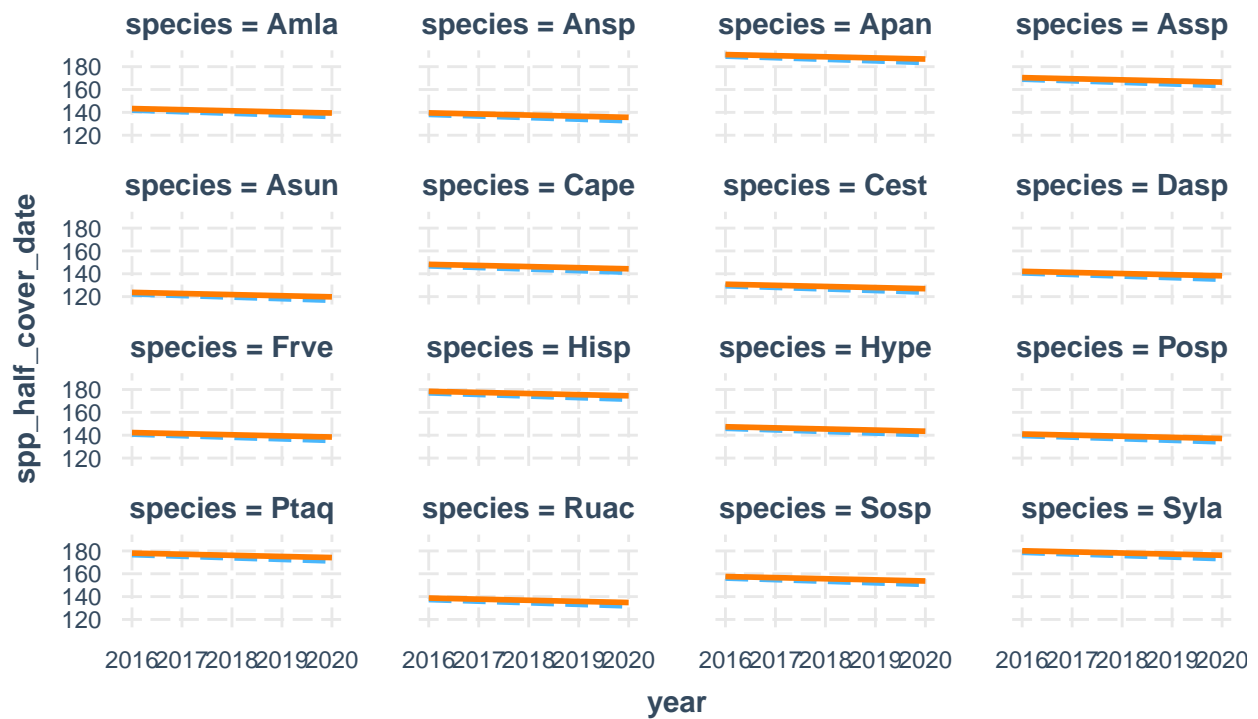 species = Amla species = Ansp species = Apan species = Assp
180
160
140
120
species = Asun species = Cape species = Cest species = Dasp
180
160
140
120
species = Frve species = Hisp species = Hype species = Posp
180
160
140
120
species = Ptaq species = Ruac species = Sosp species = Syla
180
160
140
120
spp_half_cover_date
2016 2017 2018 2019 2020 2016 2017 2018 2019 2020 2016 2017 2018 2019 2020 2016 2017 2018 2019 2020
year